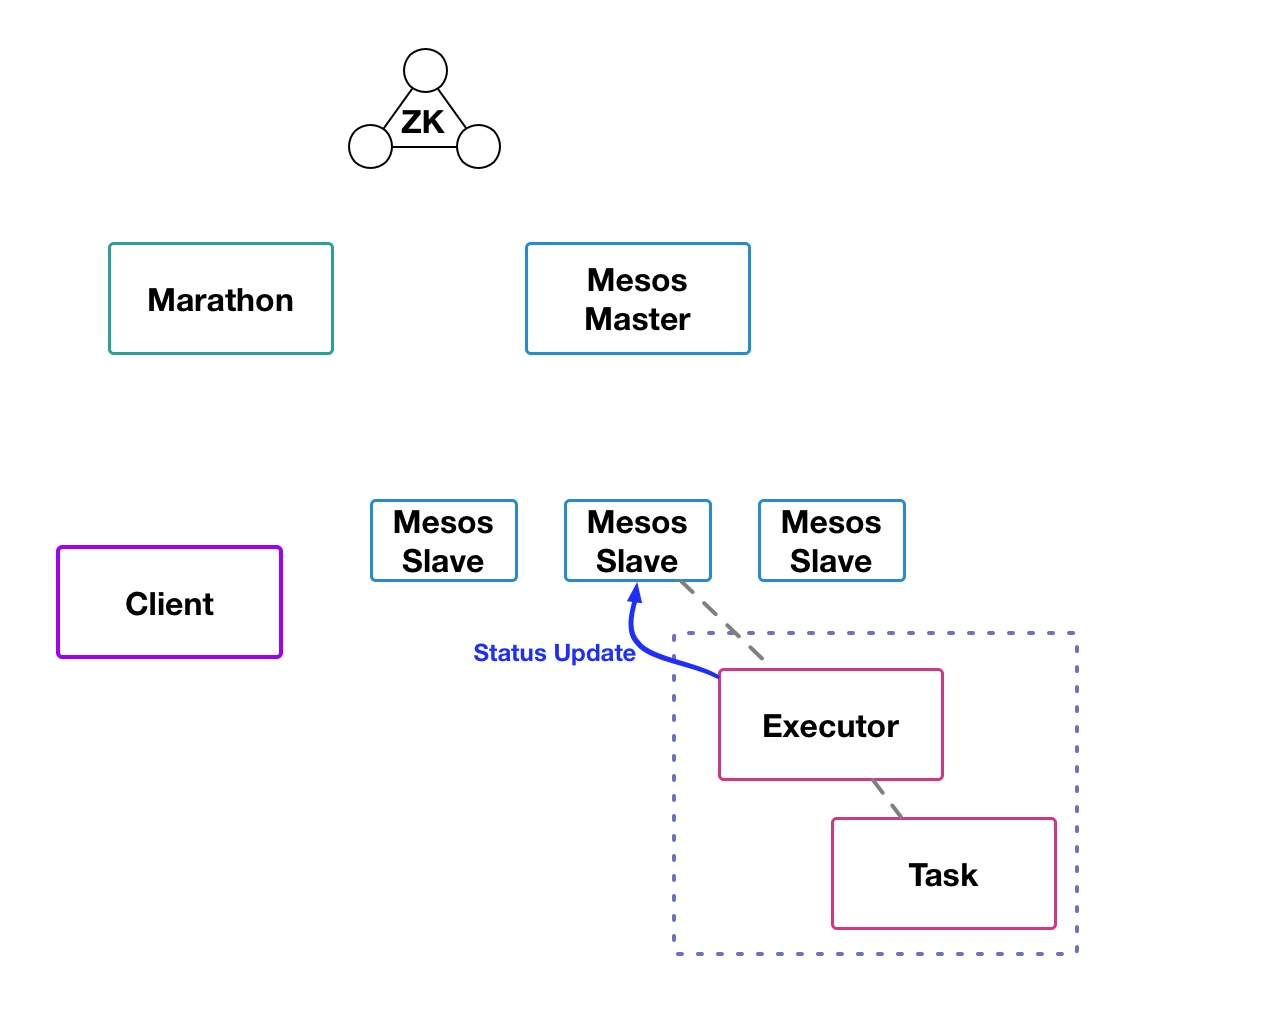 ZK
Marathon
Mesos
Master
Mesos
Slave
Mesos
Slave
Mesos
Slave
Client
Status Update
Executor
Task